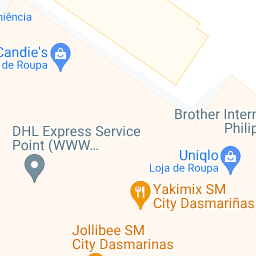 niência
Candie's
de Roupa
Brother Intern
Philip
DHL Express Service
Point (WWW...
Uniqlo
Loja de Roupa
Yakimix SM
City Dasmariñas
Jollibee SM
City Dasmarinas